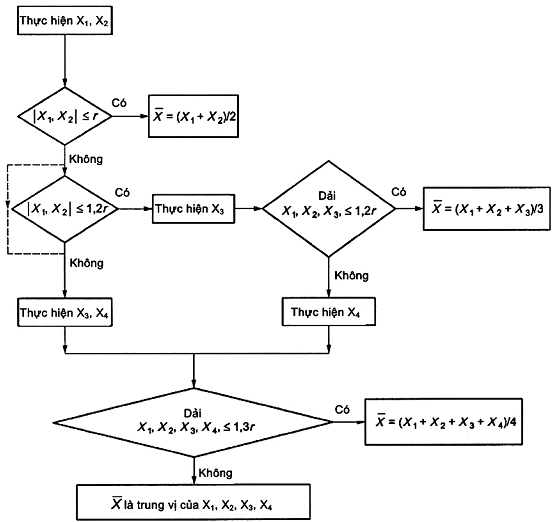 Thực hiện X₁, X₂
|X₁, X₂| ≤ r
Có
X̅ = (X₁ + X₂)/2
Không
|X₁, X₂| ≤ 1,2r
Có
Thực hiện X₃
Dải
X₁, X₂, X₃, ≤ 1,2r
Có
X̅ = (X₁ + X₂ + X₃)/3
Không
Không
Thực hiện X₃, X₄
Thực hiện X₄
Dải
X₁, X₂, X₃, X₄, ≤ 1,3r
Có
X̅ = (X₁ + X₂ + X₃ + X₄)/4
Không
X̅ là trung vị của X₁, X₂, X₃, X₄